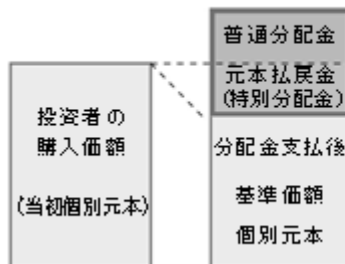 普通分配金
元本払戻金
(特別分配金)
投資者の
購入価額
(当初個別元本)
分配金支払後
基準価額
個別元本